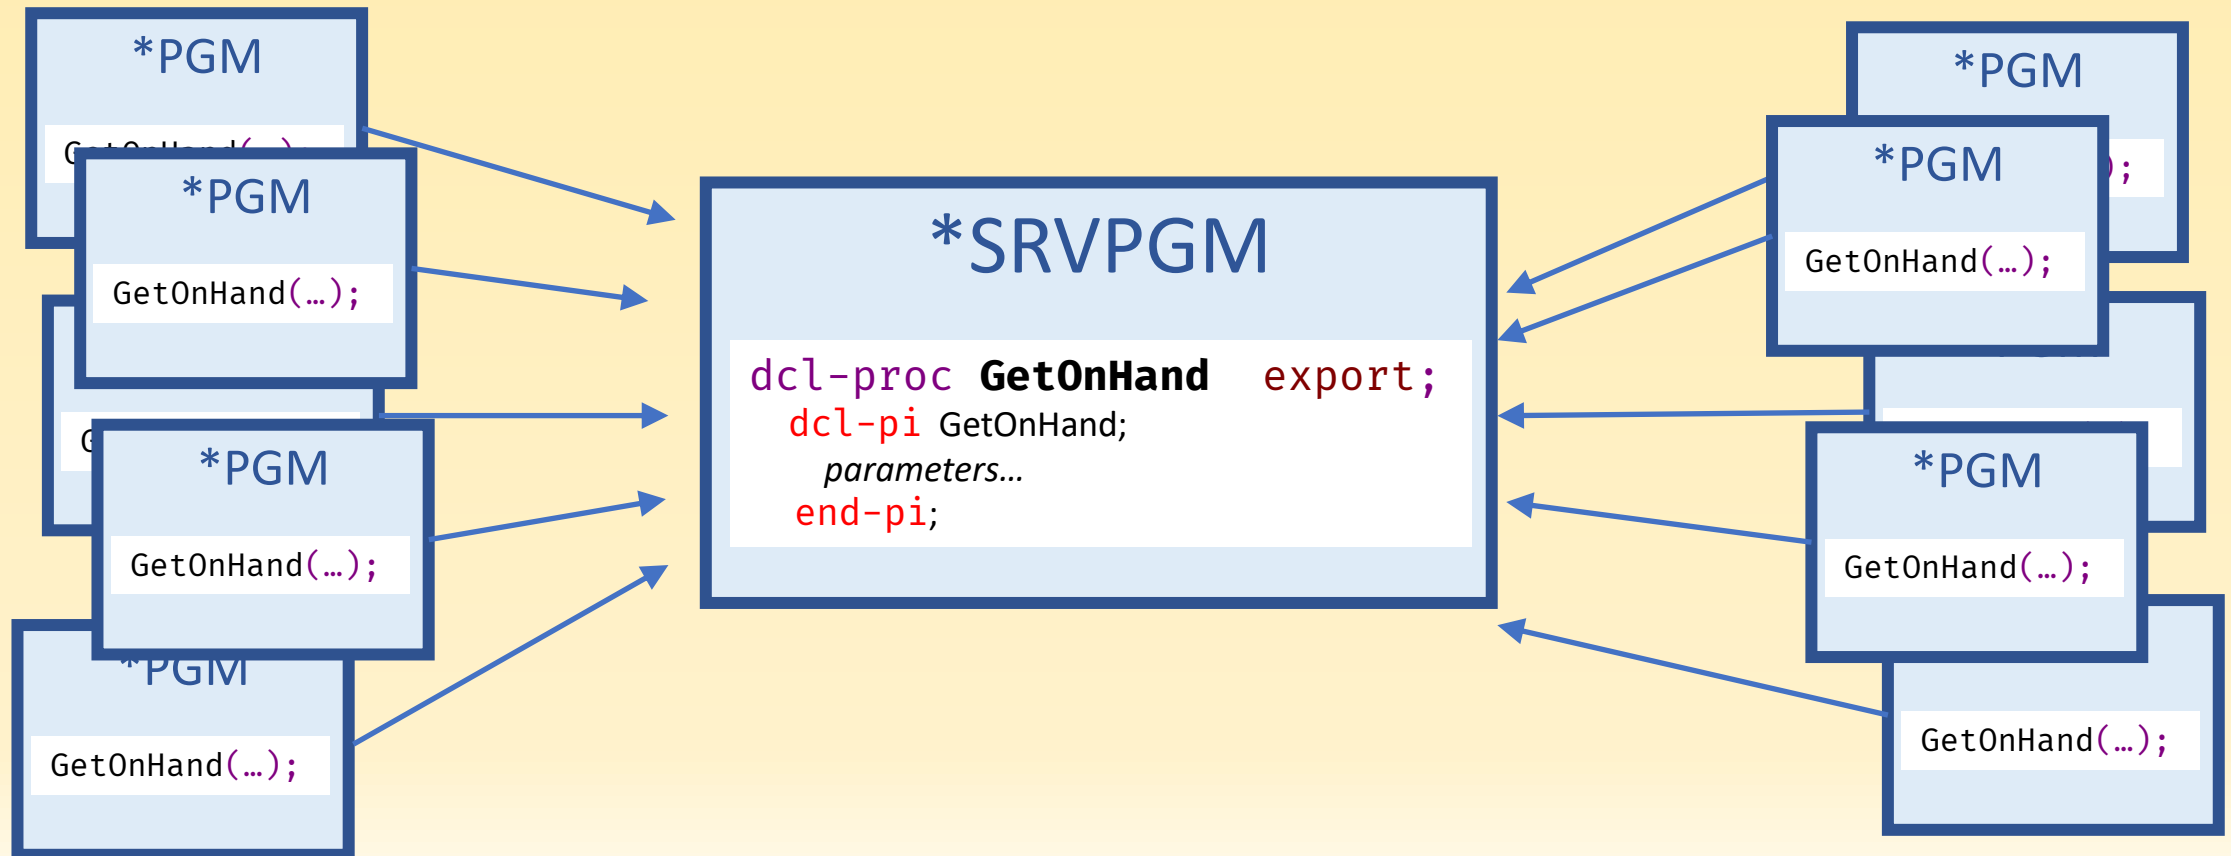 *PGM
*PGM
GetOnHand(…);
*PGM
GetOnHand(…);
*PGM
GetOnHand(…);
*SRVPGM
dcl-proc GetOnHand export;
dcl-pi GetOnHand;
parameters...
end-pi;
*PGM
*PGM
GetOnHand(…);
*PGM
GetOnHand(…);
GetOnHand(…);